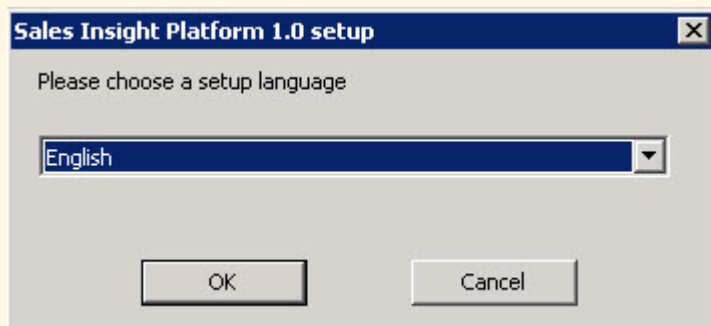 Sales Insight Platform 1.0 setup
Please choose a setup language
English
OK Cancel